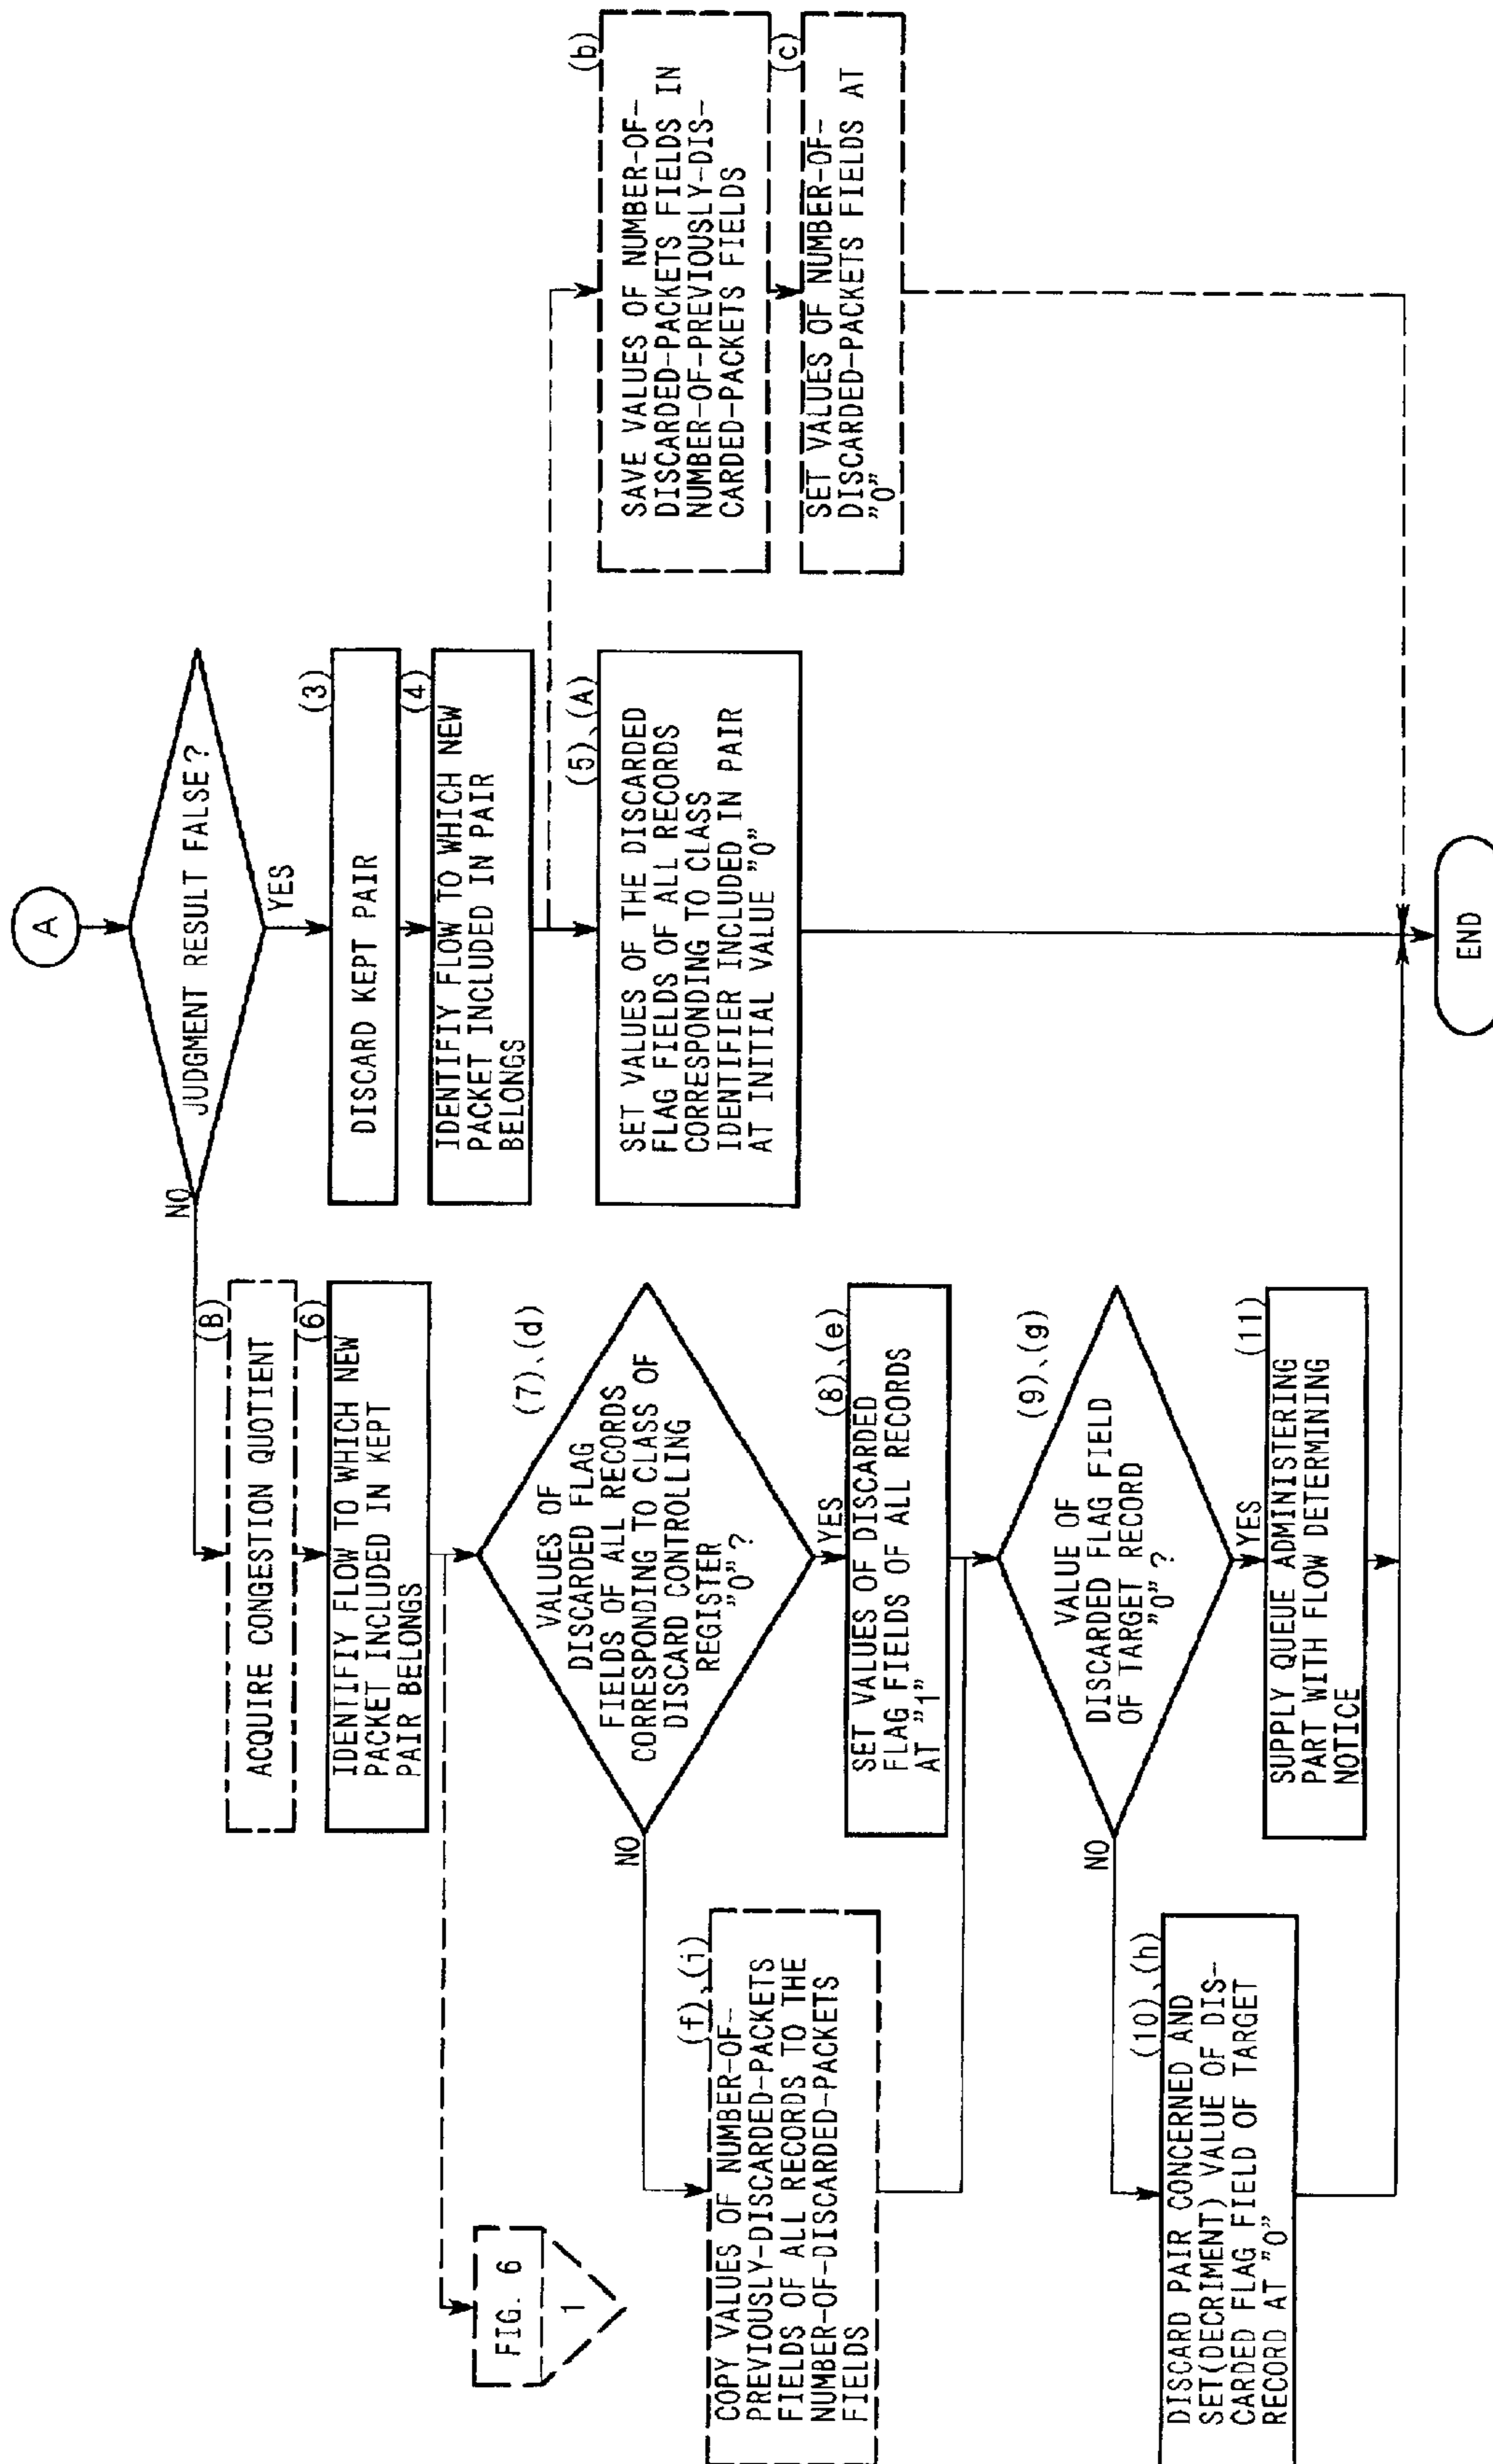 A
JUDGMENT RESULT FALSE?
NO
YES
(3)
DISCARD KEPT PAIR
(4)
IDENTIFIY FLOW TO WHICH NEW
PACKET INCLUDED IN PAIR
BELONGS
(5)、(A)
SET VALUES OF THE DISCARDED
FLAG FIELDS OF ALL RECORDS
CORRESPONDING TO CLASS
IDENTIFIER INCLUDED IN PAIR
AT INITIAL VALUE "0"
(b)
SAVE VALUES OF NUMBER-OF-
DISCARDED-PACKETS FIELDS IN
NUMBER-OF-PREVIOUSLY-DIS-
CARDED-PACKETS FIELDS
(c)
SET VALUES OF NUMBER-OF-
DISCARDED-PACKETS FIELDS AT
"0"
(B)
ACQUIRE CONGESTION QUOTIENT
(6)
IDENTIFIY FLOW TO WHICH NEW
PACKET INCLUDED IN KEPT
PAIR BELONGS
FIG. 6
1
(7)、(d)
VALUES OF
DISCARDED FLAG
FIELDS OF ALL RECORDS
CORRESPONDING TO CLASS OF
DISCARD CONTROLLING
REGISTER
"0"?
NO
YES
(f)、(i)
COPY VALUES OF NUMBER-OF-
PREVIOUSLY-DISCARDED-PACKETS
FIELDS OF ALL RECORDS TO THE
NUMBER-OF-DISCARDED-PACKETS
FIELDS
(8)、(e)
SET VALUES OF DISCARDED
FLAG FIELDS OF ALL RECORDS
AT "1"
(9)、(g)
VALUE OF
DISCARDED FLAG FIELD
OF TARGET RECORD
"0"?
NO
YES
(10)、(h)
DISCARD PAIR CONCERNED AND
SET(DECRIMENT) VALUE OF DIS-
CARDED FLAG FIELD OF TARGET
RECORD AT "0"
(11)
SUPPLY QUEUE ADMINISTERING
PART WITH FLOW DETERMINING
NOTICE
END